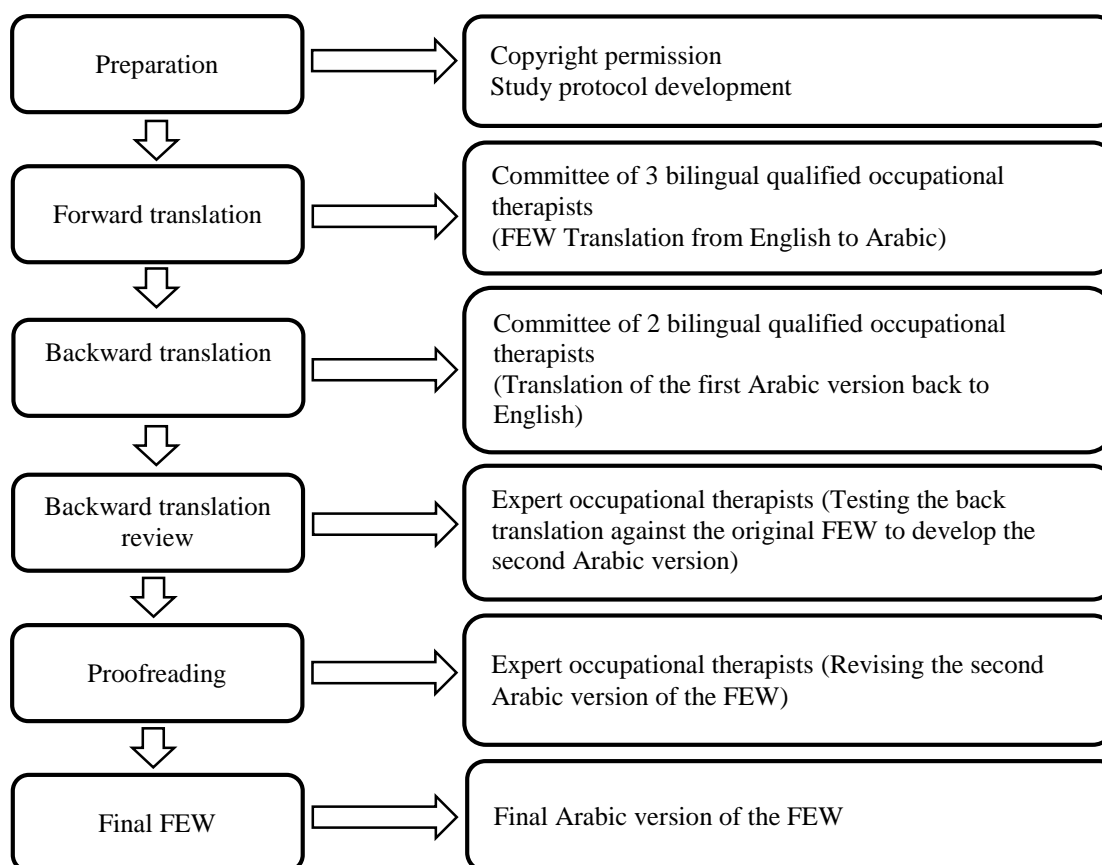 Preparation
Copyright permission
Study protocol development
Forward translation
Committee of 3 bilingual qualified occupational
therapists
(FEW Translation from English to Arabic)
Backward translation
Committee of 2 bilingual qualified occupational
therapists
(Translation of the first Arabic version back to
English)
Backward translation
review
Expert occupational therapists (Testing the back
translation against the original FEW to develop the
second Arabic version)
Proofreading
Expert occupational therapists (Revising the second
Arabic version of the FEW)
Final FEW
Final Arabic version of the FEW